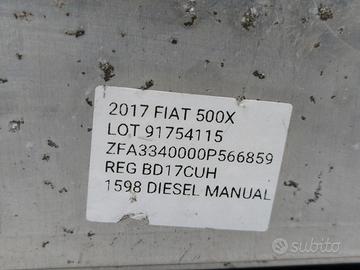 2017 FIAT 500X
LOT 91754115
ZFA3340000P566859
REG BD17CUH
1598 DIESEL MANUAL
subito